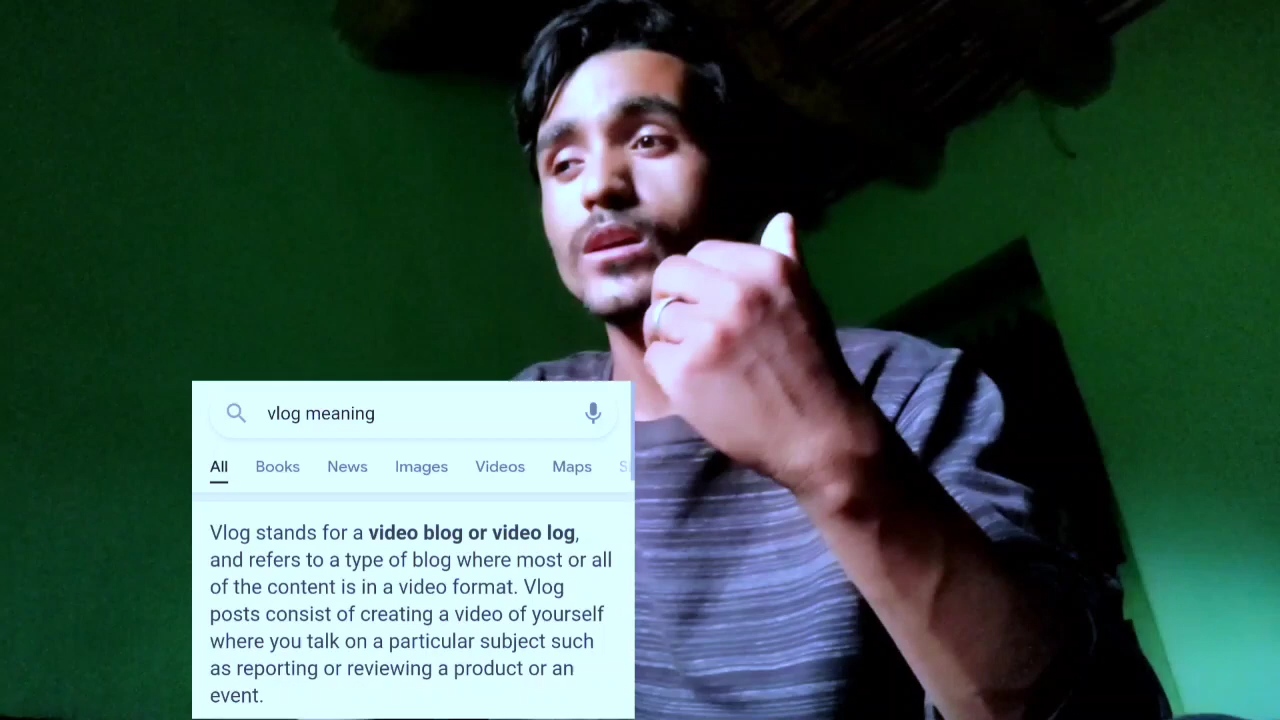 vlog meaning
All Books News Images Videos Maps
Vlog stands for a video blog or video log,
and refers to a type of blog where most or all
of the content is in a video format. Vlog
posts consist of creating a video of yourself
where you talk on a particular subject such
as reporting or reviewing a product or an
event.